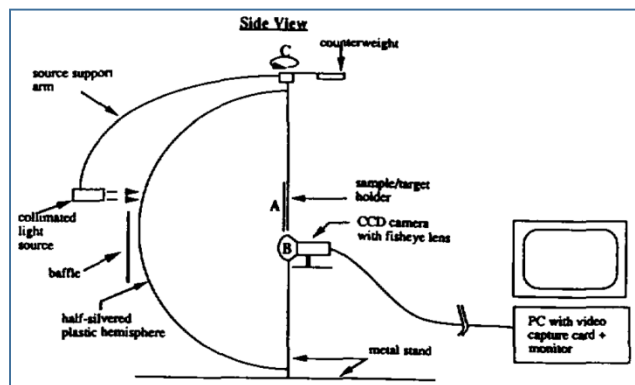 Side View
C
counterweight
source support
arm
sample/target
holder
A
CCD camera
with fisheye lens
B
collimated
light
source
baffle
half-silvered
plastic hemisphere
metal stand
PC with video
capture card +
monitor